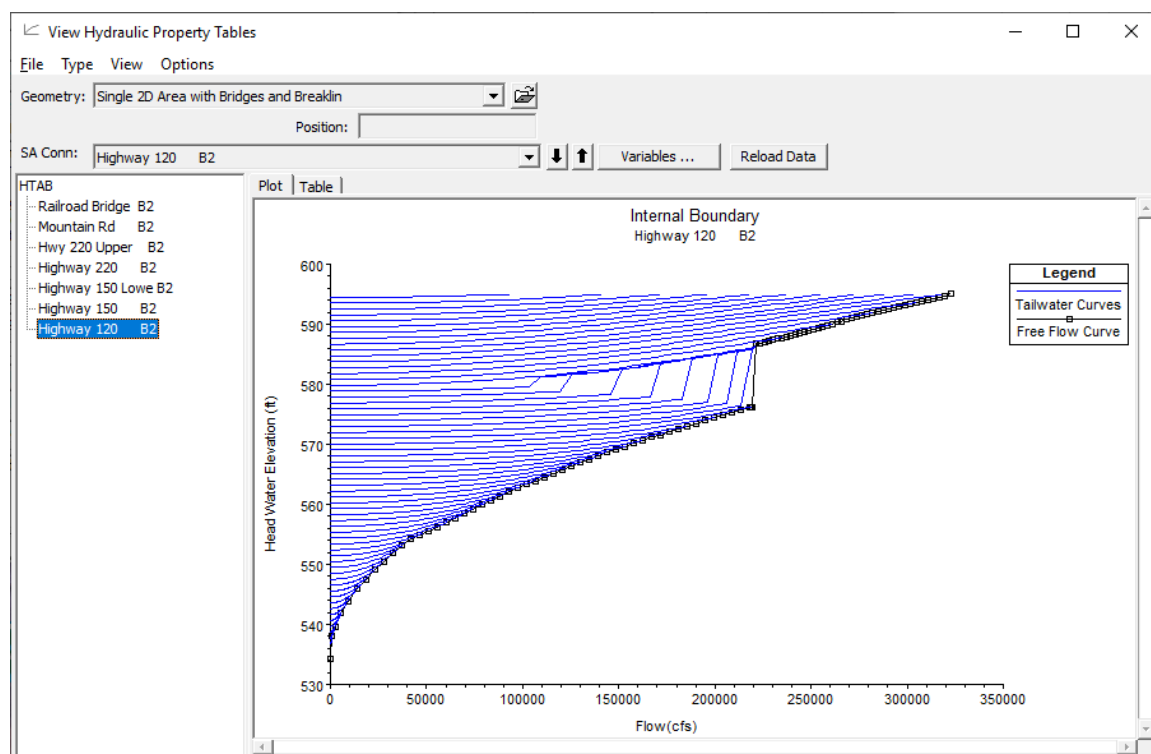 View Hydraulic Property Tables
File Type View Options
Geometry: Single 2D Area with Bridges and Breaklin
Position:
SA Conn: Highway 120 B2 Variables ... Reload Data
HTAB
Railroad Bridge B2
Mountain Rd B2
Hwy 220 Upper B2
Highway 220 B2
Highway 150 Lowe B2
Highway 150 B2
Highway 120 B2
Plot Table
Internal Boundary
Highway 120 B2
Legend
Tailwater Curves
Free Flow Curve
Head Water Elevation (ft)
600
590
580
570
560
550
540
530
0 50000 100000 150000 200000 250000 300000 350000
Flow(cfs)